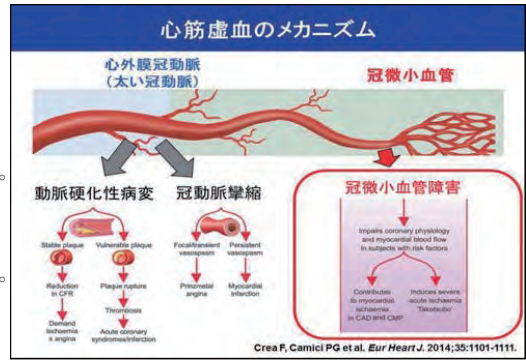 心筋虚血のメカニズム
心外膜冠動脈
(太い冠動脈)
冠微小血管
動脈硬化性病変
Stable plaque
Vulnerable plaque
Reduction
in CFR
Plaque rupture
Demand
ischaemia
± angina
Thrombosis
Acute coronary
syndromes/infarction
冠動脈攣縮
Focal/transient
vasospasm
Persistent
vasospasm
Prinzmetal
angina
Myocardial
infarction
冠微小血管障害
Impairs coronary physiology
and myocardial blood flow
in subjects with risk factors
Contributes
to myocardial
ischaemia
in CAD and CMP
Induces severe
acute ischaemia
'Takotsubo'
Crea F, Camici PG et al. Eur Heart J. 2014;35:1101-1111.